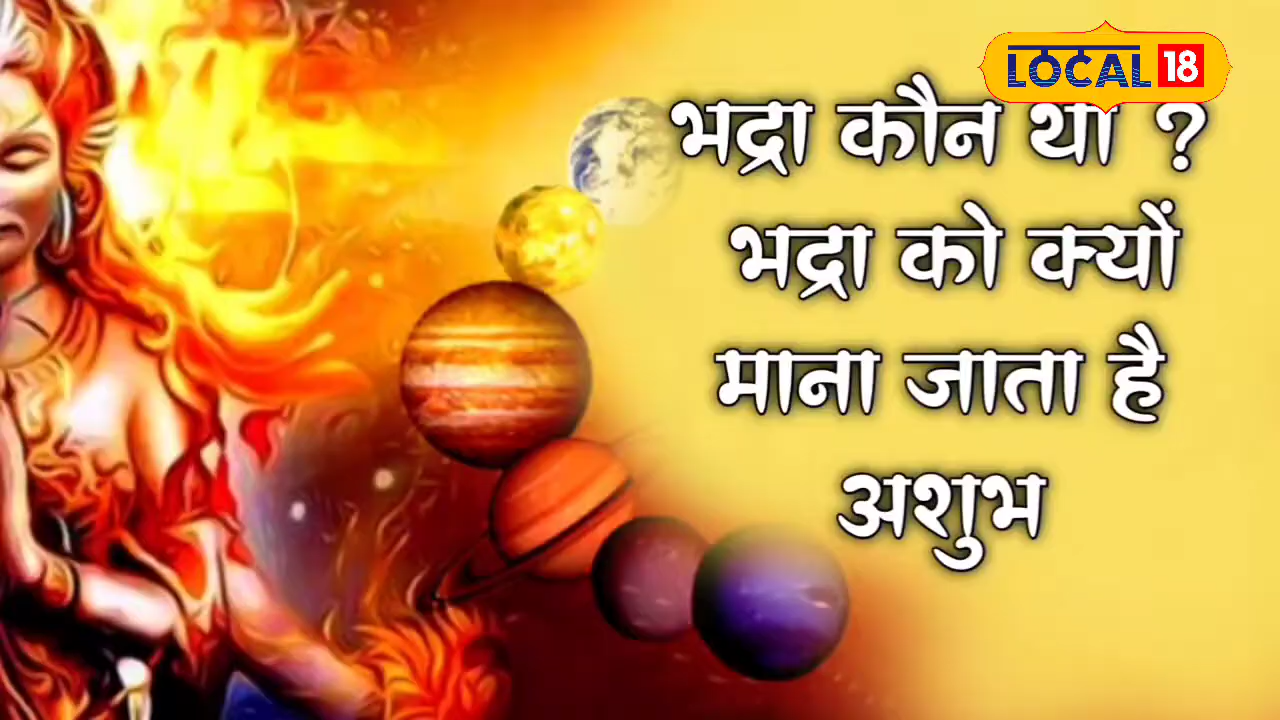 LOCAL 18
भद्रा कौन था ?
भद्रा को क्यों
माना जाता है
अशुभ